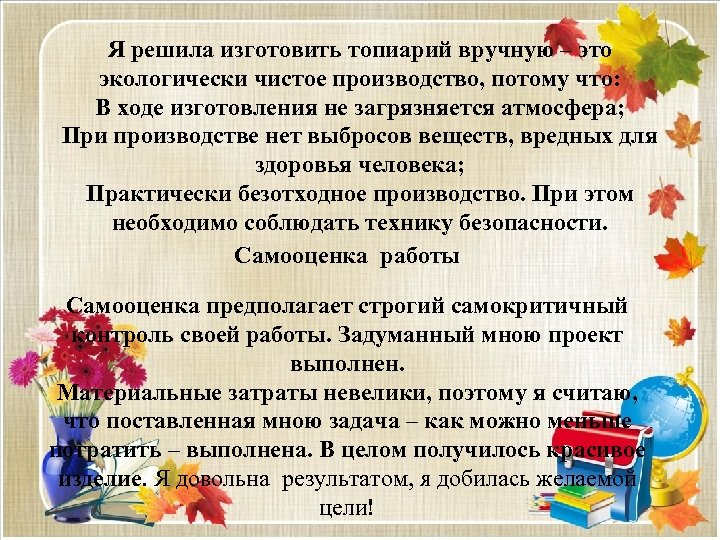 Я решила изготовить топиарий вручную – это
экологически чистое производство, потому что:
В ходе изготовления не загрязняется атмосфера;
При производстве нет выбросов веществ, вредных для
здоровья человека;
Практически безотходное производство. При этом
необходимо соблюдать технику безопасности.
Самооценка работы
Самооценка предполагает строгий самокритичный
контроль своей работы. Задуманный мною проект
выполнен.
Материальные затраты невелики, поэтому я считаю,
что поставленная мною задача – как можно меньше
потратить – выполнена. В целом получилось красивое
изделие. Я довольна результатом, я добилась желаемой
цели!